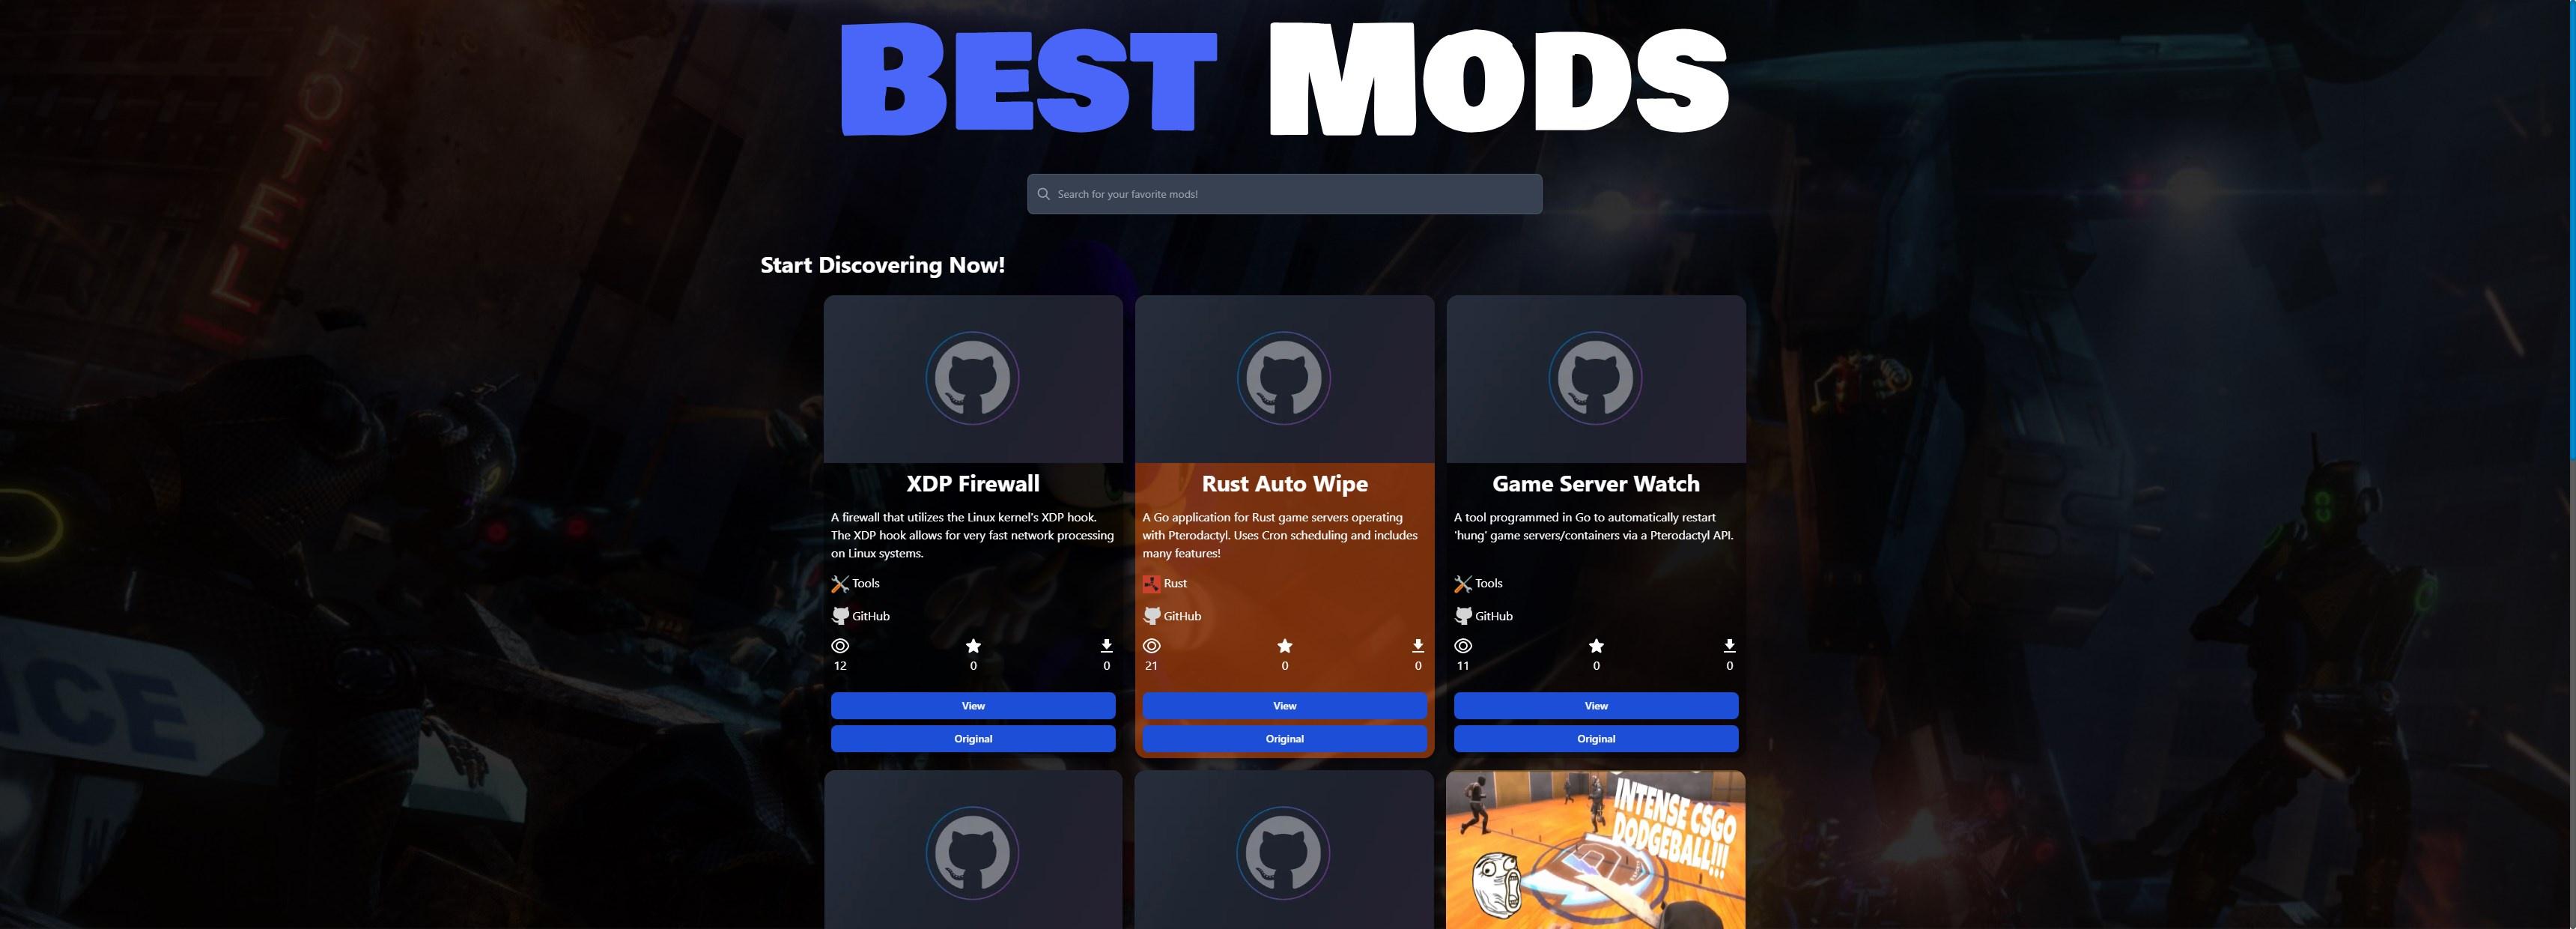 HOTEL
BEST MODS
Search for your favorite mods!
Start Discovering Now!
XDP Firewall
A firewall that utilizes the Linux kernel's XDP hook.
The XDP hook allows for very fast network processing
on Linux systems.
Tools
GitHub
12 0 0
View
Original
Rust Auto Wipe
A Go application for Rust game servers operating
with Pterodactyl. Uses Cron scheduling and includes
many features!
Rust
GitHub
21 0 0
View
Original
Game Server Watch
A tool programmed in Go to automatically restart
'hung' game servers/containers via a Pterodactyl API.
Tools
GitHub
11 0 0
View
Original
INTENSE CSGO
DODGEBALL!!!